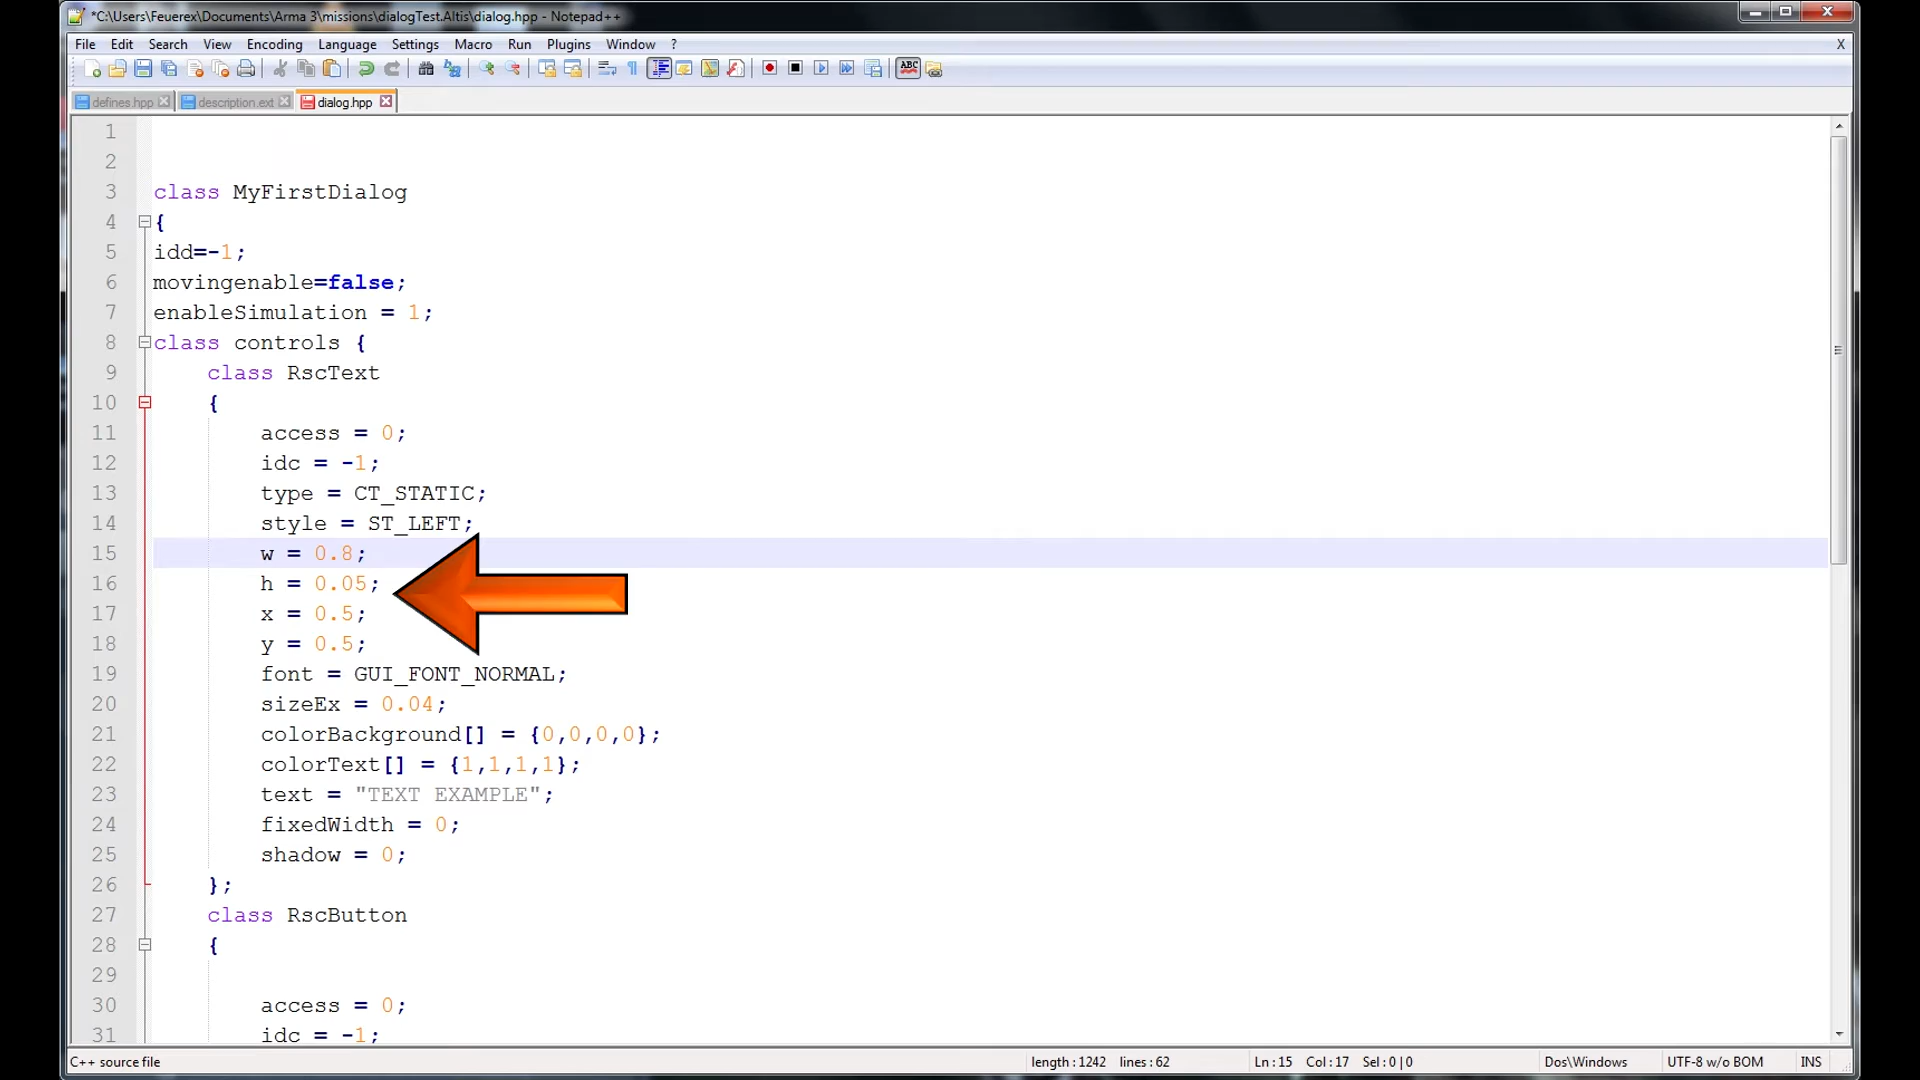 *C:\Users\Feuerex\Documents\Arma 3\missions\dialogTest.Altis\dialog.hpp - Notepad++
File Edit Search View Encoding Language Settings Macro Run Plugins Window ? X
ABC
defines.hpp description.ext dialog.hpp
1
2
3 class MyFirstDialog
4 {
5 idd=-1;
6 movingenable=false;
7 enableSimulation = 1;
8 class controls {
9 class RscText
10 {
11 access = 0;
12 idc = -1;
13 type = CT_STATIC;
14 style = ST_LEFT;
15 w = 0.8;
16 h = 0.05;
17 x = 0.5;
18 y = 0.5;
19 font = GUI_FONT_NORMAL;
20 sizeEx = 0.04;
21 colorBackground[] = {0,0,0,0};
22 colorText[] = {1,1,1,1};
23 text = "TEXT EXAMPLE";
24 fixedWidth = 0;
25 shadow = 0;
26 };
27 class RscButton
28 {
29
30 access = 0;
31 idc = -1;
C++ source file length : 1242 lines : 62 Ln : 15 Col : 17 Sel : 0 | 0 Dos\Windows UTF-8 w/o BOM INS